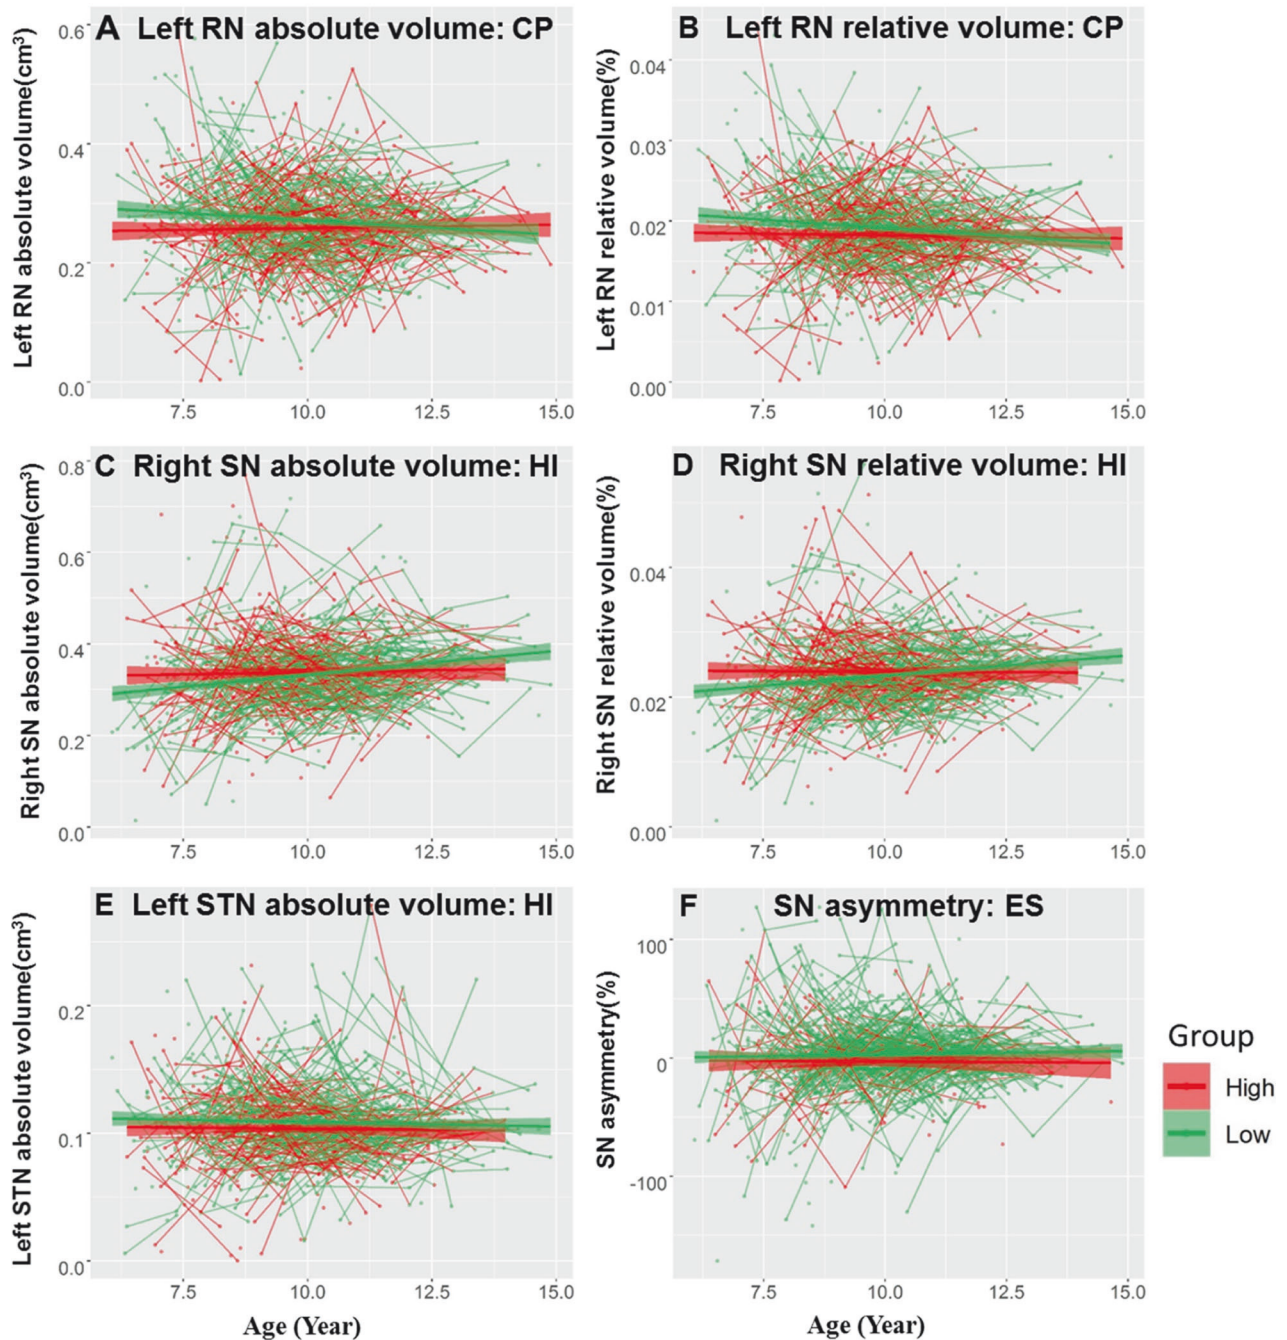 A Left RN absolute volume: CP
Left RN absolute volume(cm³)
0.6
0.4
0.2
0.0
7.5 10.0 12.5 15.0
B Left RN relative volume: CP
Left RN relative volume(%)
0.04
0.03
0.02
0.01
0.00
7.5 10.0 12.5 15.0
C Right SN absolute volume: HI
Right SN absolute volume(cm³)
0.8
0.6
0.4
0.2
0.0
7.5 10.0 12.5 15.0
D Right SN relative volume: HI
Right SN relative volume(%)
0.04
0.02
0.00
7.5 10.0 12.5 15.0
E Left STN absolute volume: HI
Left STN absolute volume(cm³)
0.2
0.1
0.0
7.5 10.0 12.5 15.0
Age (Year)
F SN asymmetry: ES
SN asymmetry(%)
100
0
-100
7.5 10.0 12.5 15.0
Age (Year)
Group
High
Low